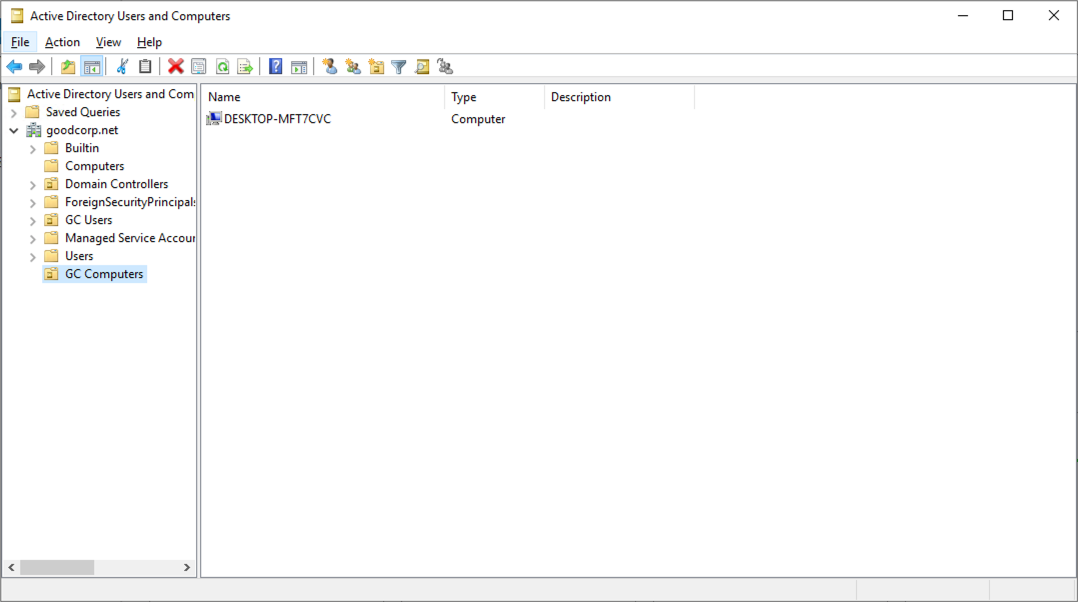 Active Directory Users and Computers
File Action View Help
Active Directory Users and Com
Saved Queries
goodcorp.net
Builtin
Computers
Domain Controllers
ForeignSecurityPrincipals
GC Users
Managed Service Accour
Users
GC Computers
Name Type Description
DESKTOP-MFT7CVC Computer